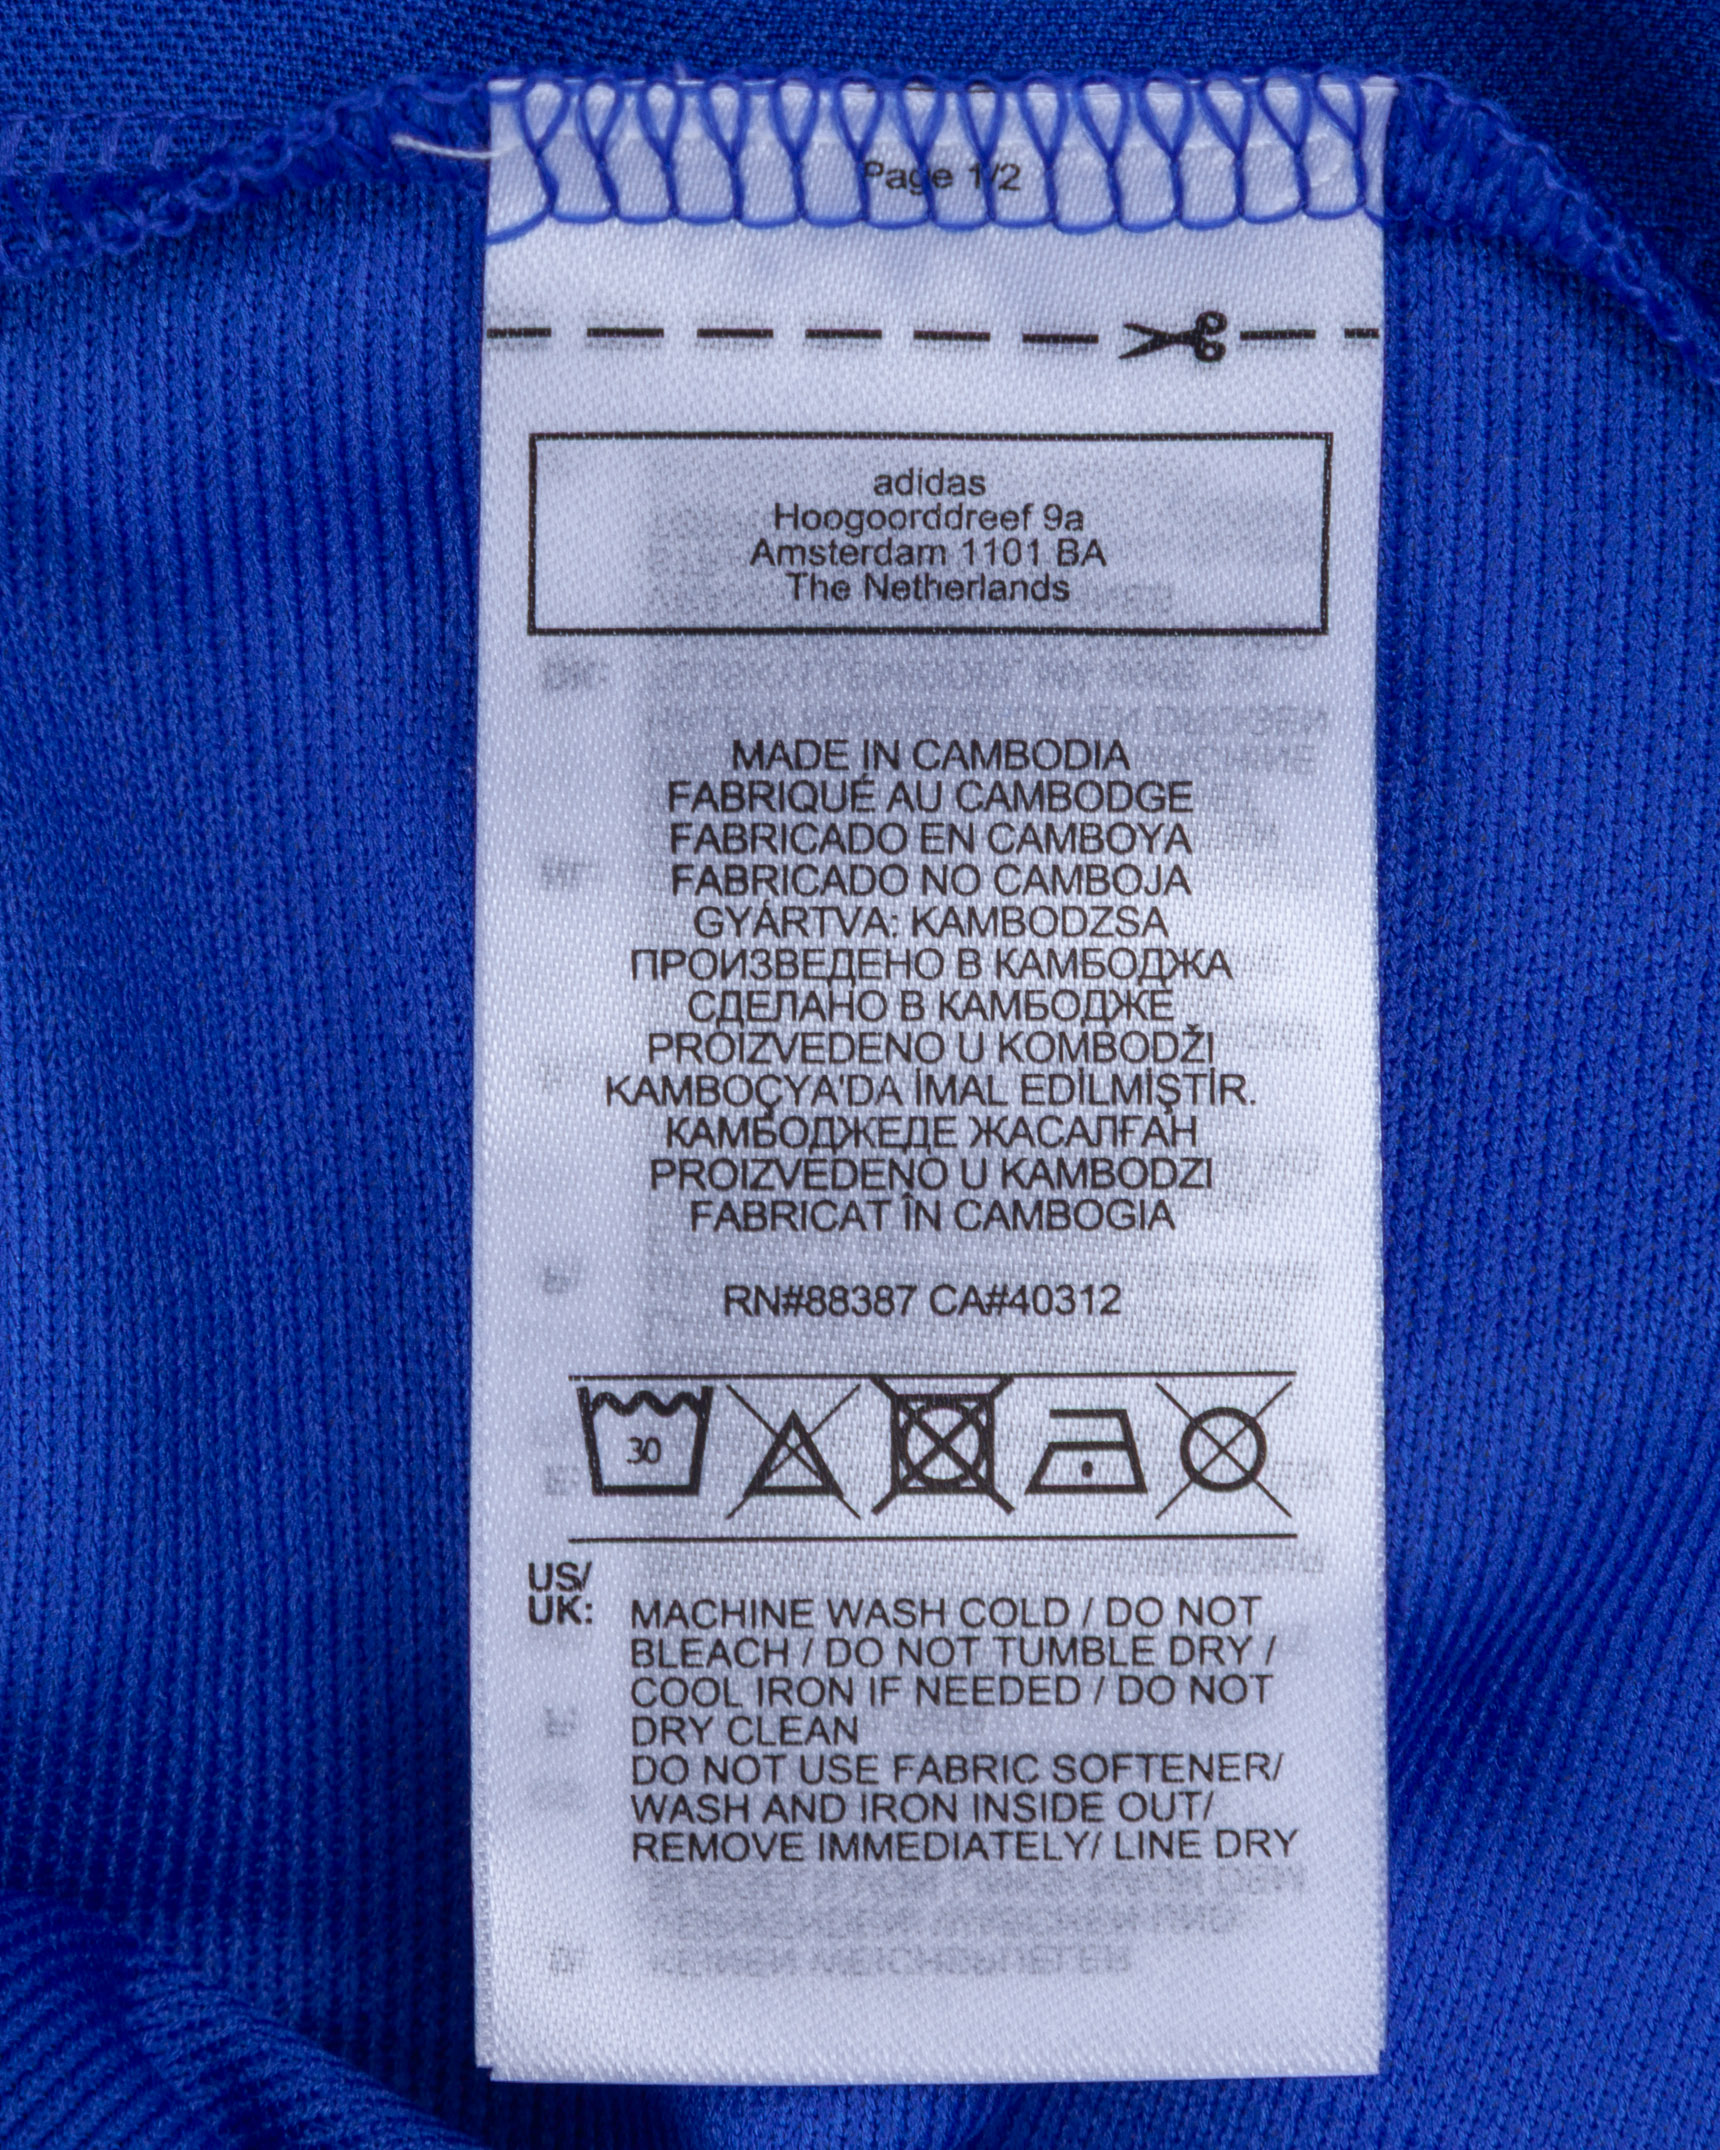 Page 1/2
adidas
Hoogoorddreef 9a
Amsterdam 1101 BA
The Netherlands
MADE IN CAMBODIA
FABRIQUÉ AU CAMBODGE
FABRICADO EN CAMBOYA
FABRICADO NO CAMBOJA
GYÁRTVA: KAMBODZSA
ПРОИЗВЕДЕНО В КАМБОДЖА
СДЕЛАНО В КАМБОДЖЕ
PROIZVEDENO U KOMBODŽI
KAMBOÇYA'DA İMAL EDİLMİŞTİR.
КАМБОДЖЕДЕ ЖАСАЛҒАН
PROIZVEDENO U KAMBODZI
FABRICAT ÎN CAMBOGIA
RN#88387 CA#40312
30
US/
UK: MACHINE WASH COLD / DO NOT
BLEACH / DO NOT TUMBLE DRY /
COOL IRON IF NEEDED / DO NOT
DRY CLEAN
DO NOT USE FABRIC SOFTENER/
WASH AND IRON INSIDE OUT/
REMOVE IMMEDIATELY/ LINE DRY